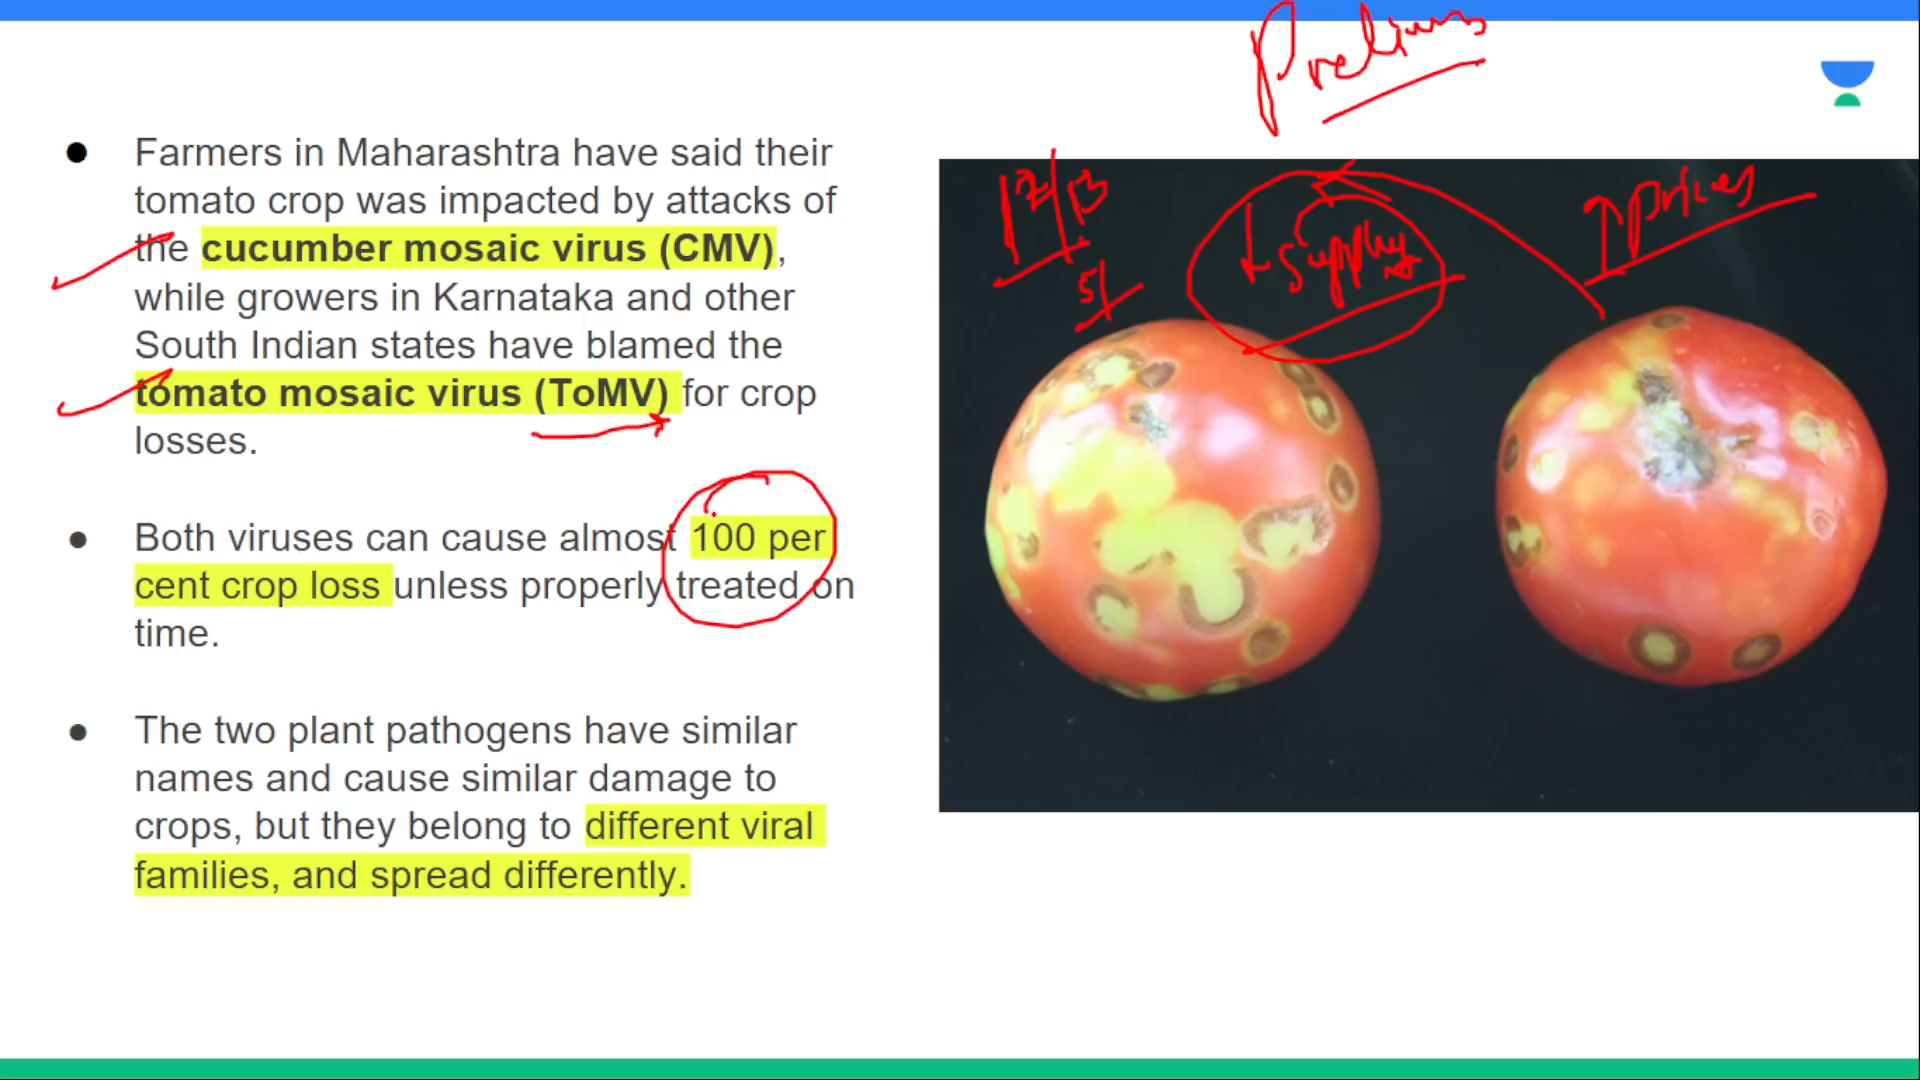 Prelims
● Farmers in Maharashtra have said their
tomato crop was impacted by attacks of
the cucumber mosaic virus (CMV),
while growers in Karnataka and other
South Indian states have blamed the
tomato mosaic virus (ToMV) for crop
losses.
● Both viruses can cause almost 100 per
cent crop loss unless properly treated on
time.
● The two plant pathogens have similar
names and cause similar damage to
crops, but they belong to different viral
families, and spread differently.
↓ Supply
↑ prices